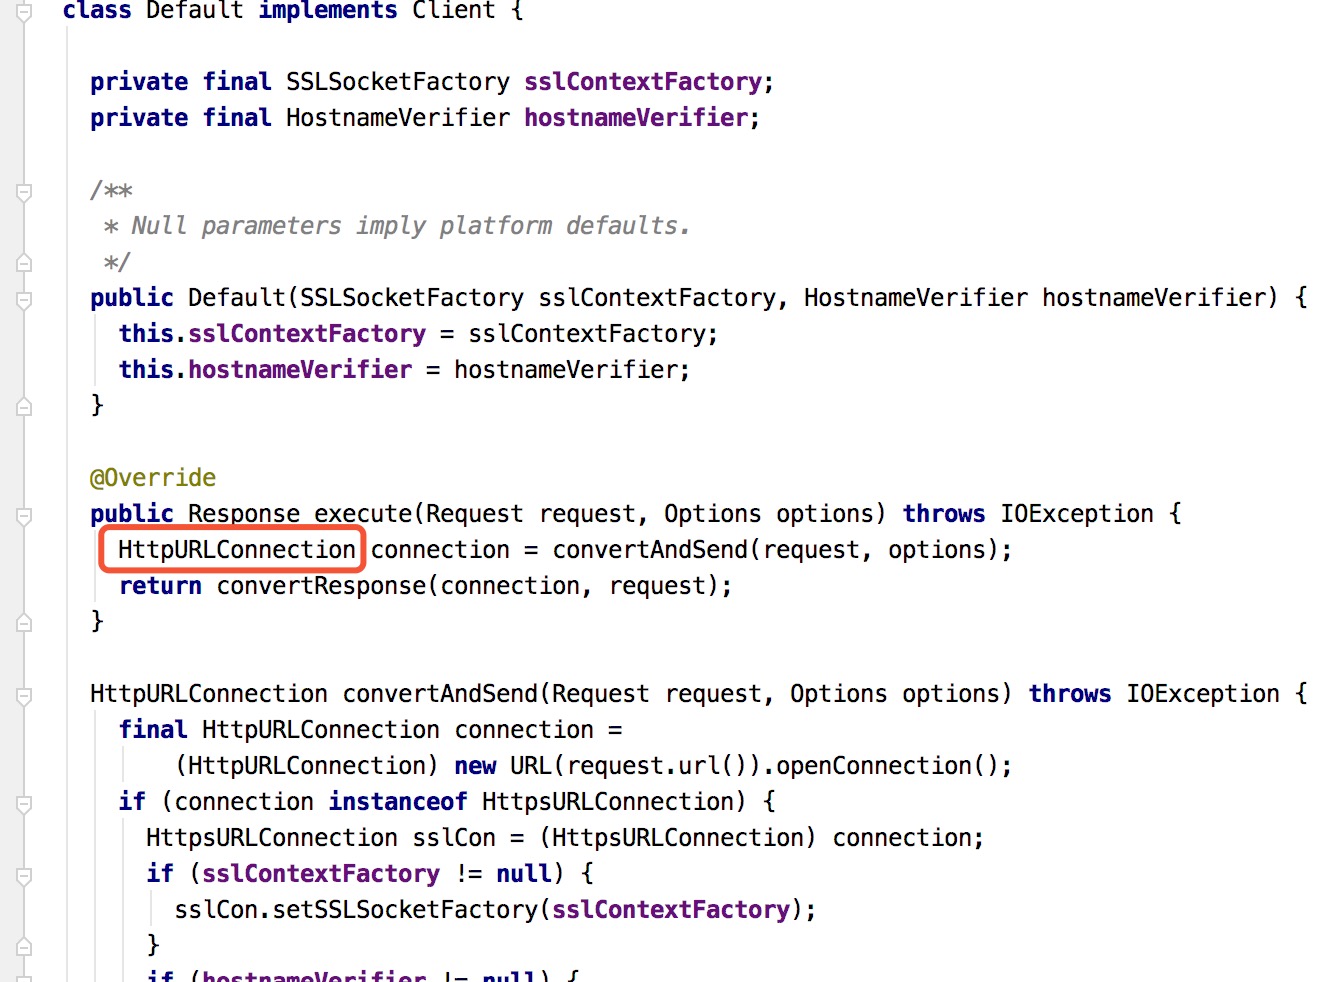 class Default implements Client {
private final SSLSocketFactory sslContextFactory;
private final HostnameVerifier hostnameVerifier;
/**
* Null parameters imply platform defaults.
*/
public Default(SSLSocketFactory sslContextFactory, HostnameVerifier hostnameVerifier) {
this.sslContextFactory = sslContextFactory;
this.hostnameVerifier = hostnameVerifier;
}
@Override
public Response execute(Request request, Options options) throws IOException {
HttpURLConnection connection = convertAndSend(request, options);
return convertResponse(connection, request);
}
HttpURLConnection convertAndSend(Request request, Options options) throws IOException {
final HttpURLConnection connection =
(HttpURLConnection) new URL(request.url()).openConnection();
if (connection instanceof HttpsURLConnection) {
HttpsURLConnection sslCon = (HttpsURLConnection) connection;
if (sslContextFactory != null) {
sslCon.setSSLSocketFactory(sslContextFactory);
}
if (hostnameVerifier != null) {